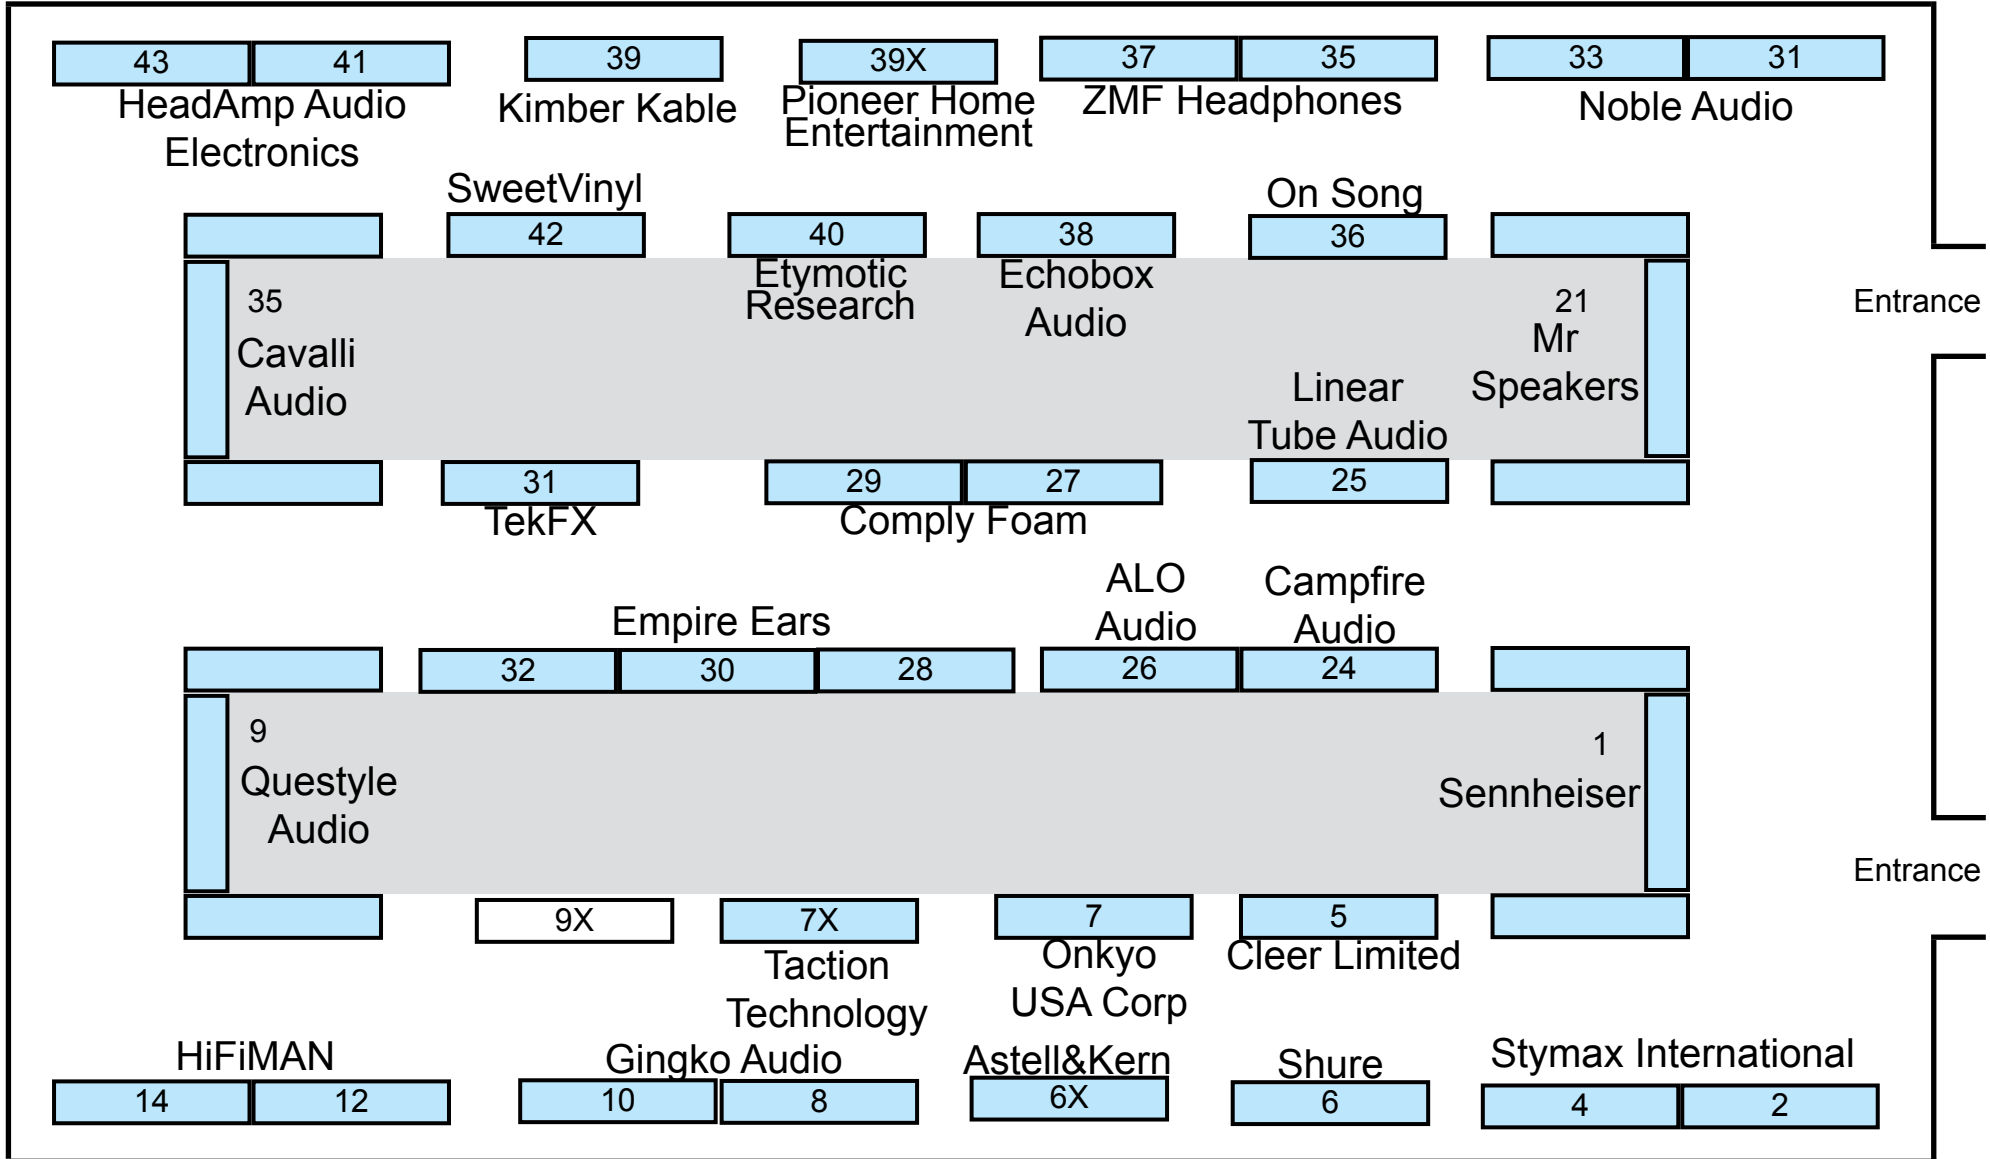 43 41 39 39X 37 35 33 31
HeadAmp Audio
Electronics
Kimber Kable
Pioneer Home
Entertainment
ZMF Headphones
Noble Audio
SweetVinyl
On Song
42 40 38 36
Etymotic
Research
Echobox
Audio
35
Cavalli
Audio
21
Mr
Speakers
Entrance
Linear
Tube Audio
31 29 27 25
TekFX
Comply Foam
Empire Ears
ALO
Audio
Campfire
Audio
32 30 28 26 24
9
Questyle
Audio
1
Sennheiser
Entrance
9X 7X 7 5
Taction
Technology
Onkyo
USA Corp
Cleer Limited
HiFiMAN
Gingko Audio
Astell&Kern
Shure
Stymax International
14 12 10 8 6X 6 4 2